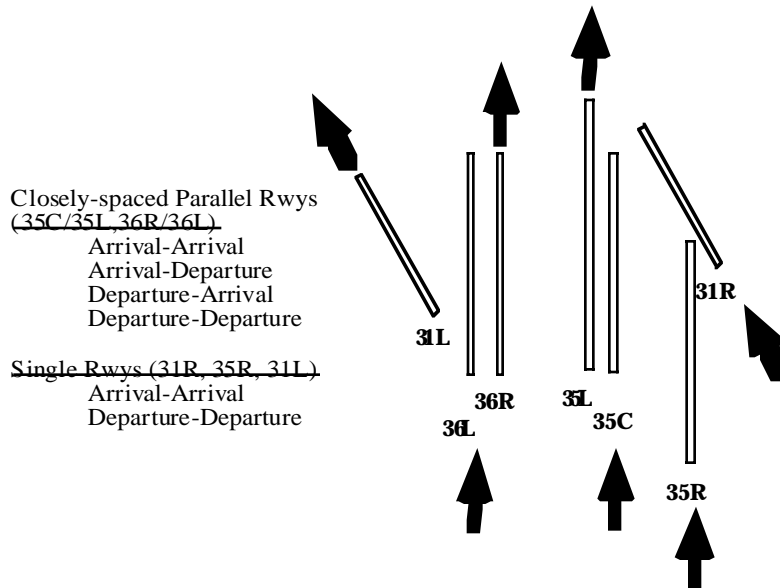 Closely-spaced Parallel Rwys
(35C/35L,36R/36L)
Arrival-Arrival
Arrival-Departure
Departure-Arrival
Departure-Departure
Single Rwys (31R, 35R, 31L)
Arrival-Arrival
Departure-Departure
31L
36L
36R
35L
35C
31R
35R